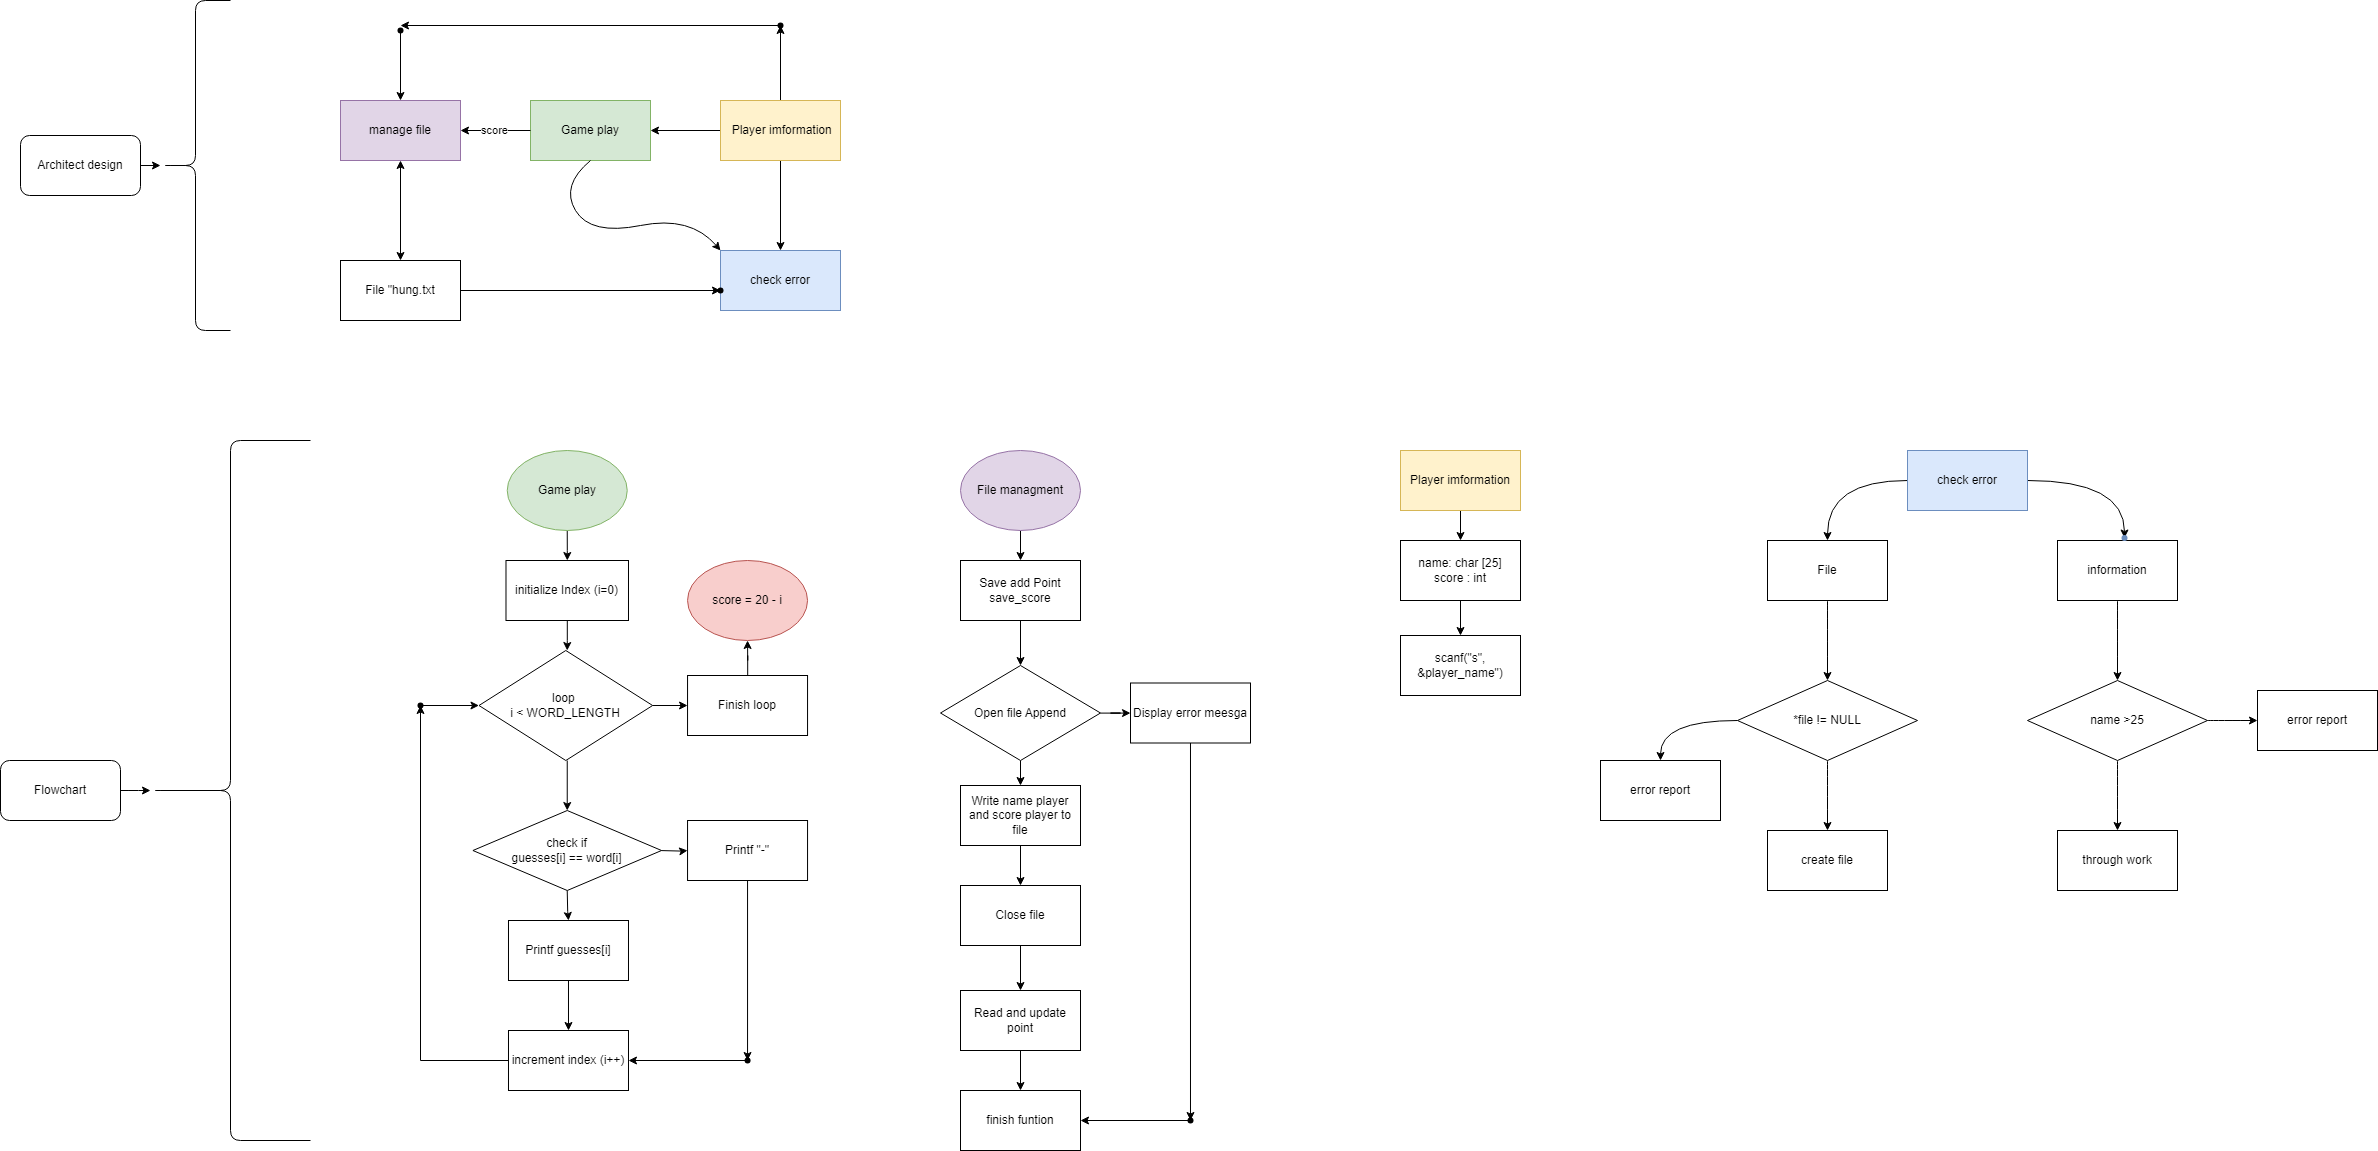 Architect design
manage file
score
Game play
Player imformation
File "hung.txt
check error
Flowchart
Game play
initialize Index (i=0)
score = 20 - i
loop
i < WORD_LENGTH
Finish loop
check if
guesses[i] == word[i]
Printf "-"
Printf guesses[i]
increment index (i++)
File managment
Save add Point
save_score
Open file Append
Display error meesga
Write name player
and score player to
file
Close file
Read and update
point
finish funtion
Player imformation
name: char [25]
score : int
scanf("s",
&player_name")
check error
File
information
*file != NULL
name >25
error report
error report
create file
through work